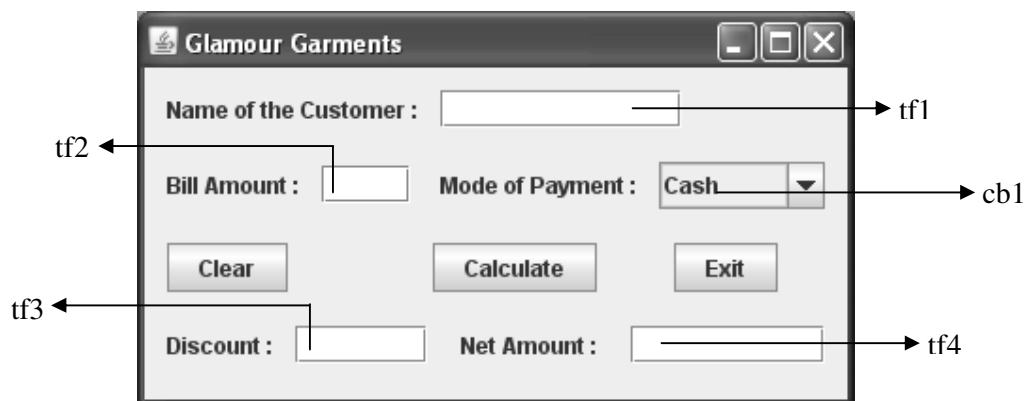 Glamour Garments
Name of the Customer : tf1
tf2
Bill Amount : Mode of Payment : Cash cb1
Clear Calculate Exit
tf3
Discount : Net Amount : tf4